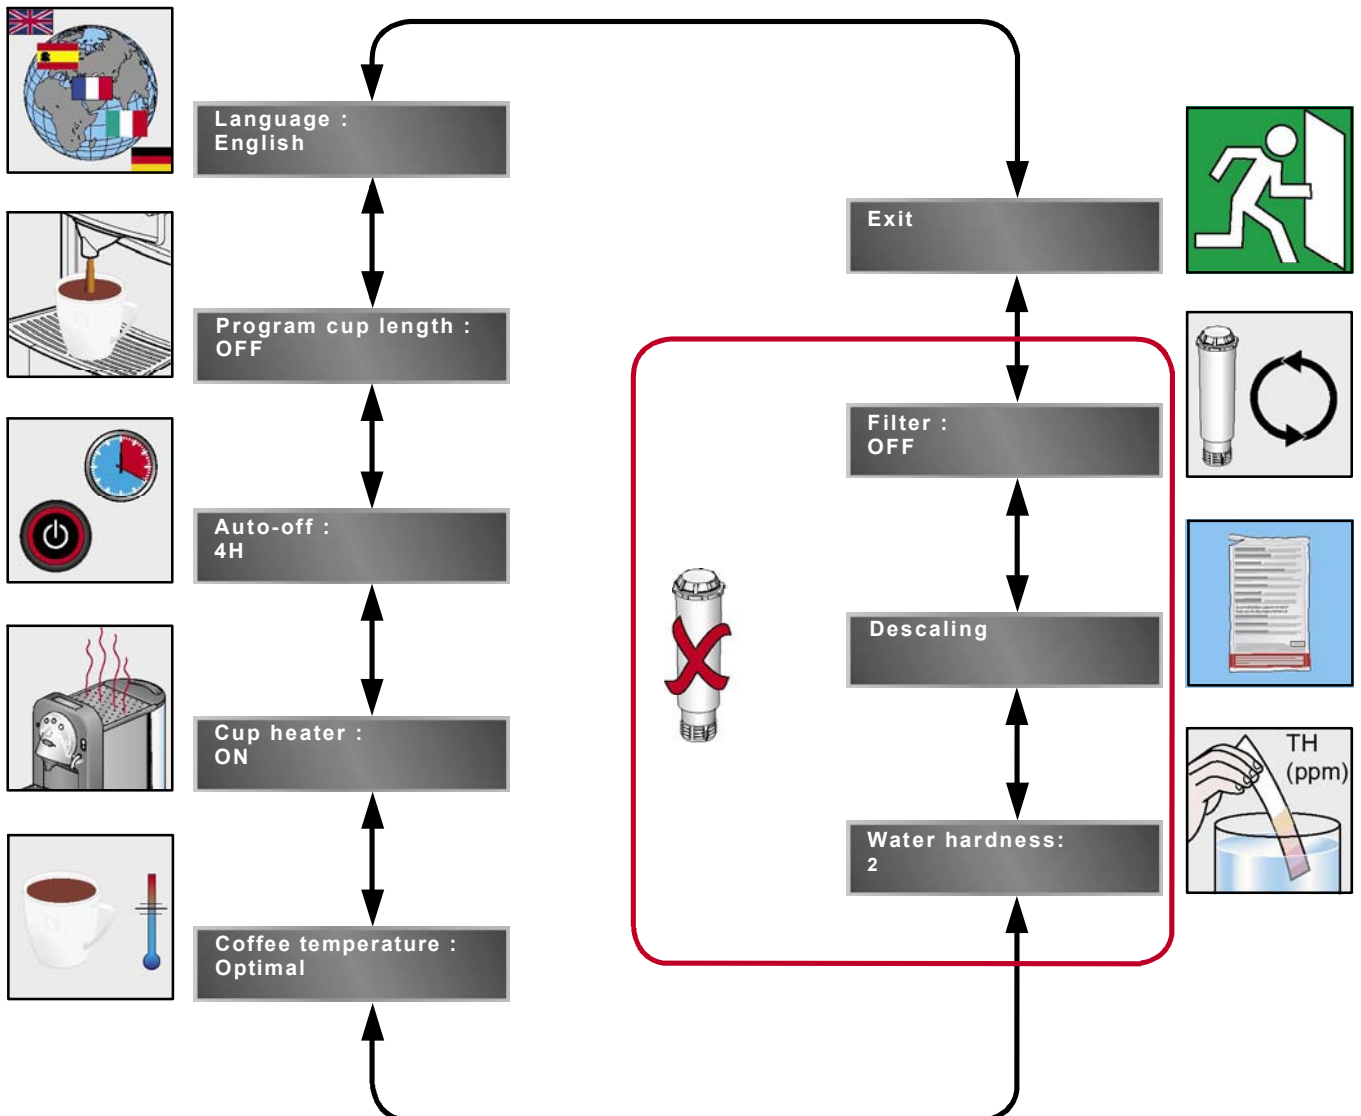 Language :
English
Program cup length :
OFF
Auto-off :
4H
Cup heater :
ON
Coffee temperature :
Optimal
Exit
Filter :
OFF
Descaling
Water hardness:
2
TH
(ppm)